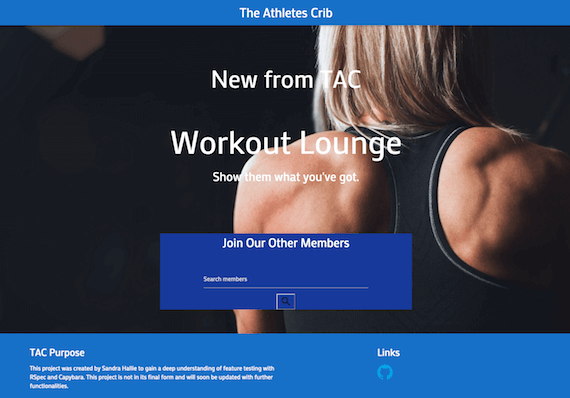 The Athletes Crib
New from TAC
Workout Lounge
Show them what you've got.
Join Our Other Members
Search members
TAC Purpose
This project was created by Sandra Hallie to gain a deep understanding of feature testing with
RSpec and Capybara. This project is not in its final form and will soon be updated with further
functionalities.
Links